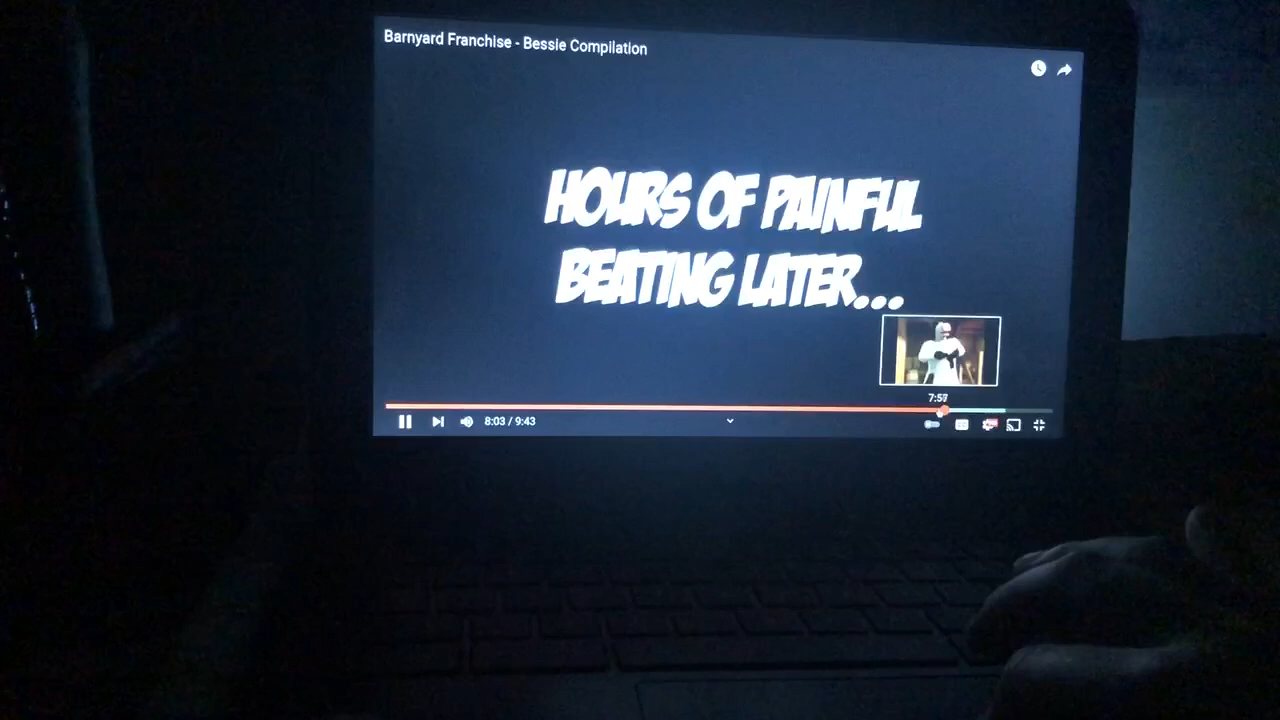 Barnyard Franchise - Bessie Compilation
HOURS OF PAINFUL
BEATING LATER...
7:57
8:03 / 9:43